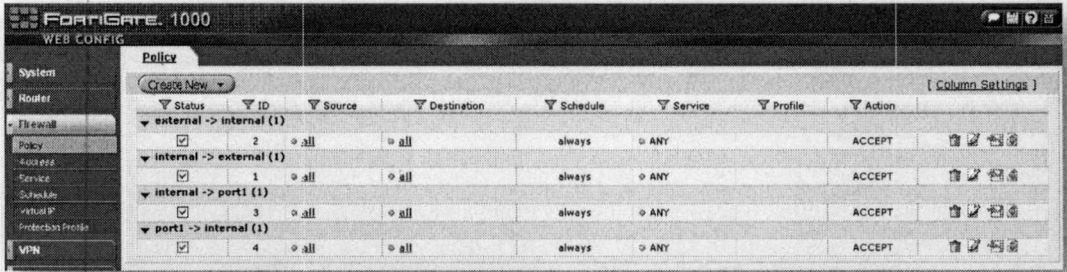 FORTIGATE. 1000
WEB CONFIG
Policy
System
Router
Firewall
Policy
Address
Service
Schedule
Virtual IP
Protection Profile
VPN
Create New
[ Column Settings ]
Status ID Source Destination Schedule Service Profile Action
external -> internal (1)
2 all all always ANY ACCEPT
internal -> external (1)
1 all all always ANY ACCEPT
internal -> port1 (1)
3 all all always ANY ACCEPT
port1 -> internal (1)
4 all all always ANY ACCEPT